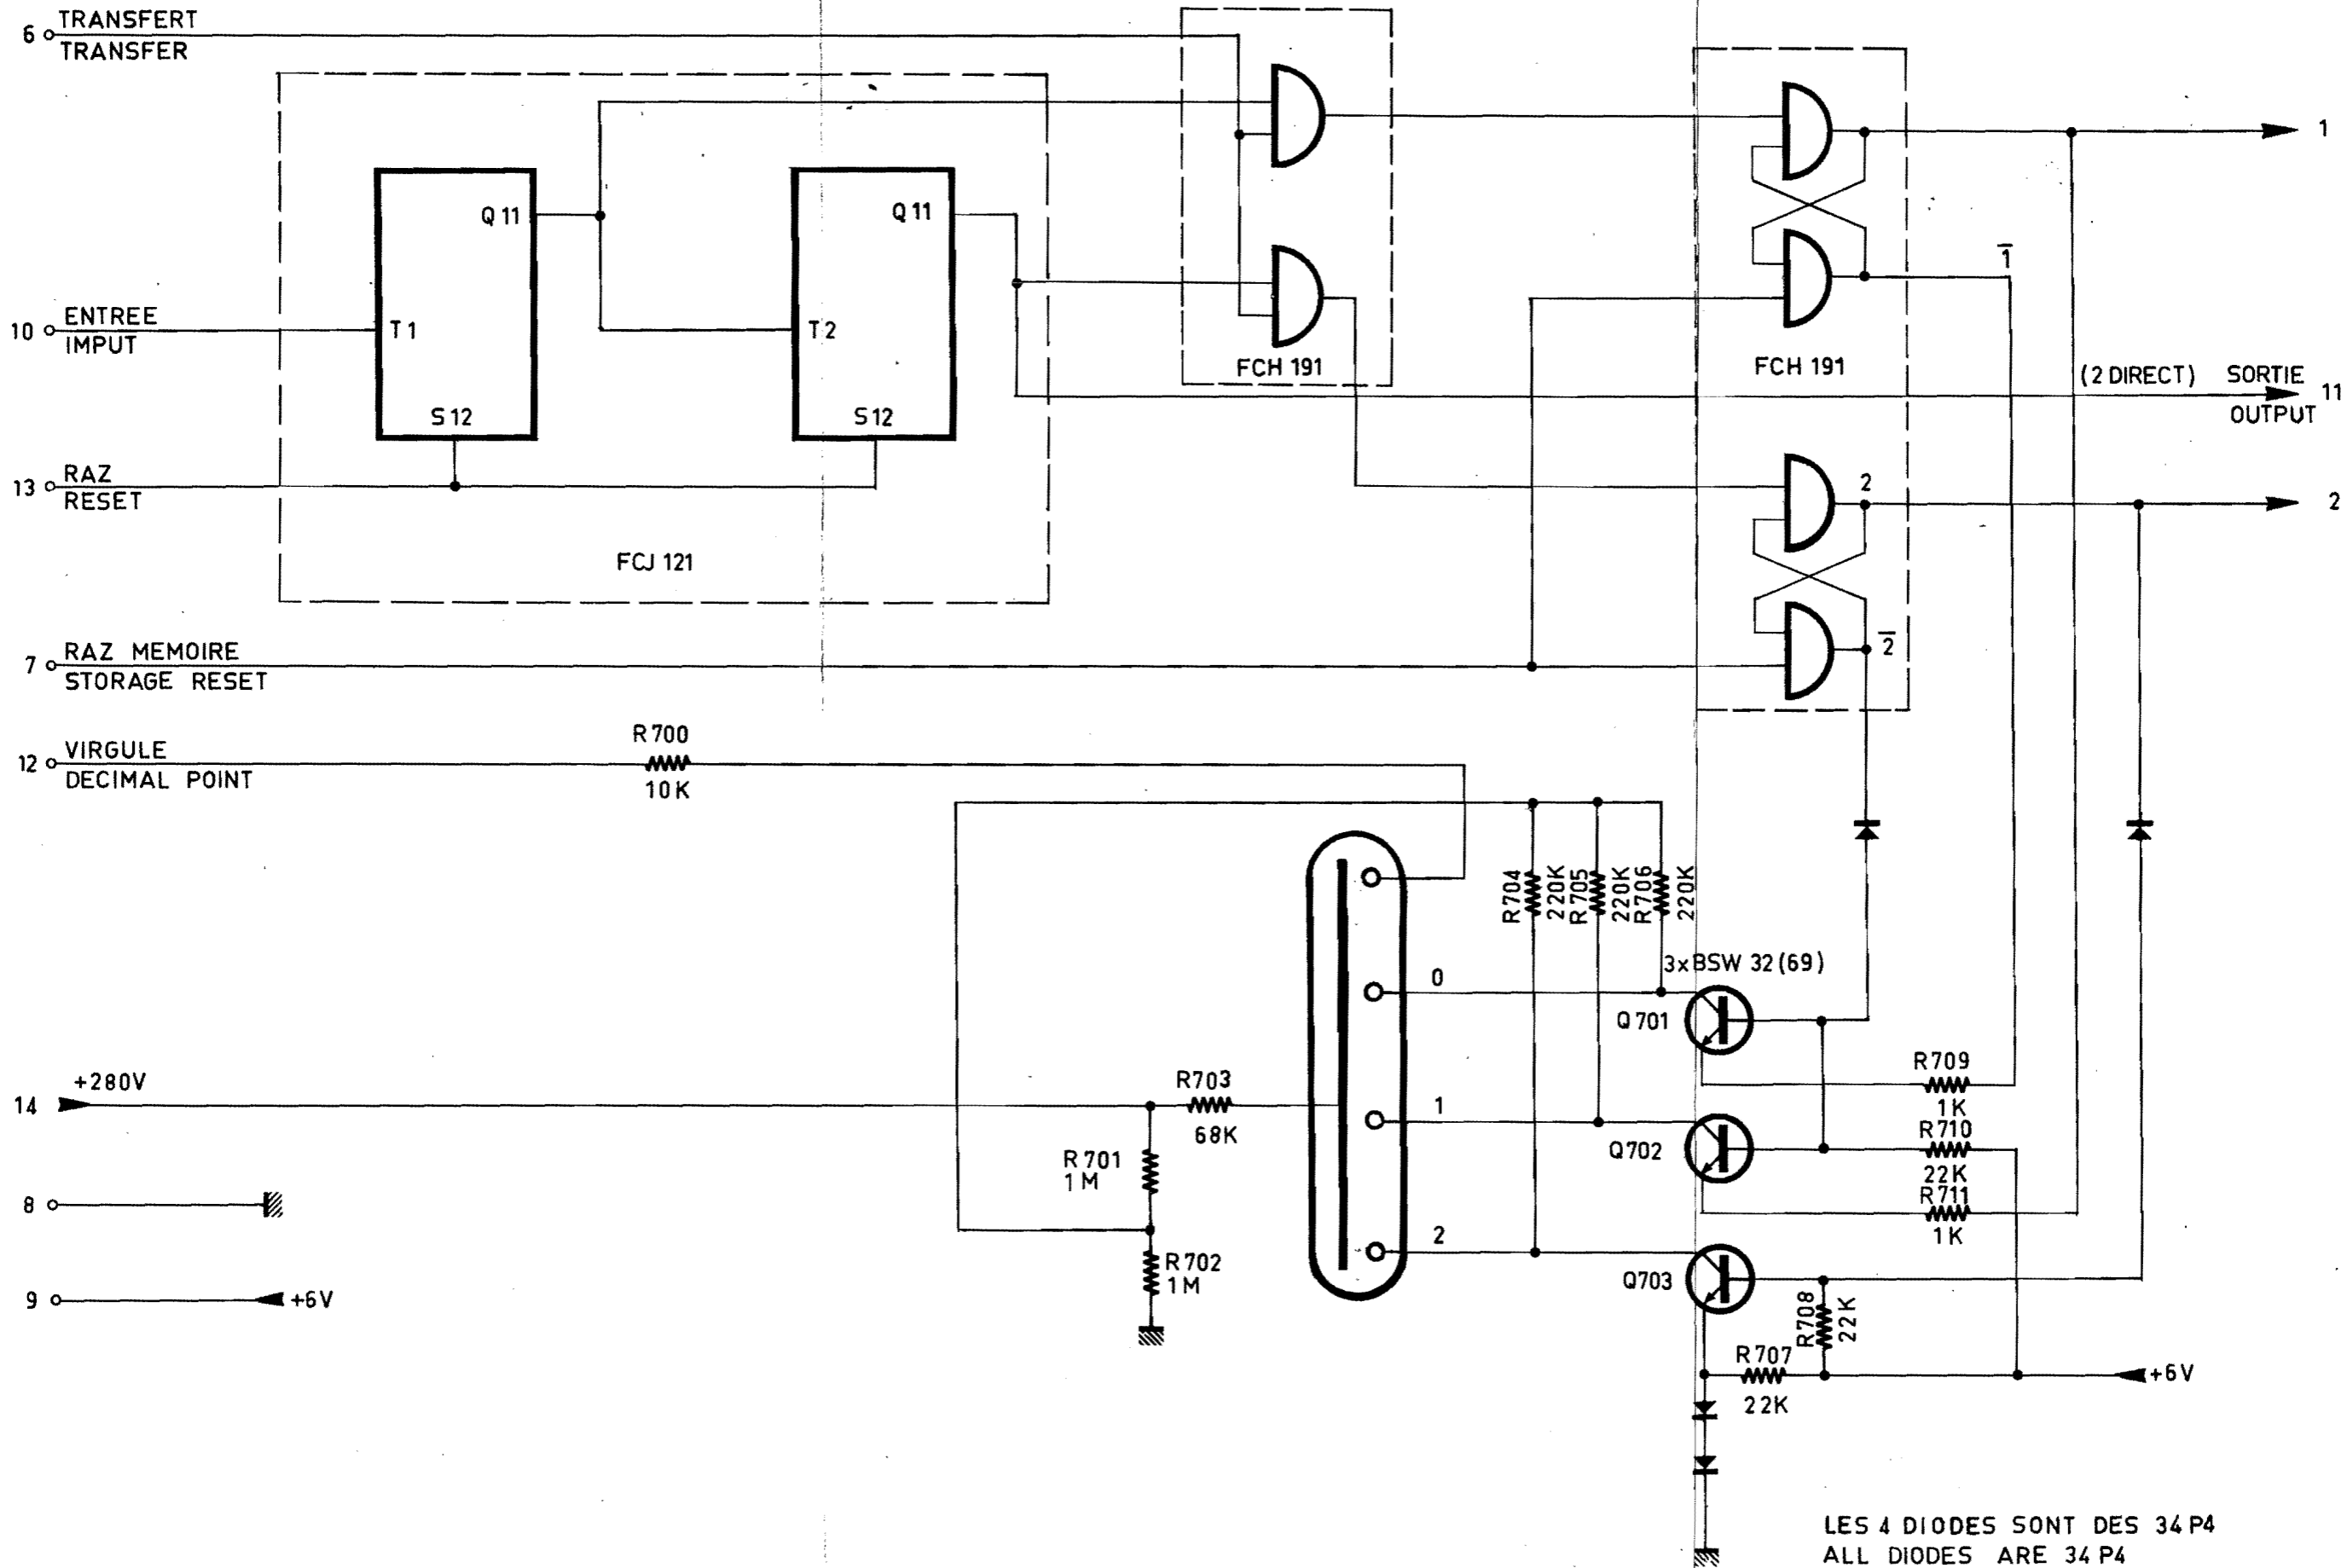 TRANSFERT
6
TRANSFER
1
Q 11
Q 11
1
ENTREE
10
IMPUT
T 1
T 2
FCH 191
FCH 191
(2 DIRECT) SORTIE
11
OUTPUT
S 12
S 12
RAZ
13
RESET
2
2
FCJ 121
RAZ MEMOIRE
7
STORAGE RESET
2
VIRGULE
12
DECIMAL POINT
R 700
10 K
R704
220K
R705
220K
R706
220K
3xBSW 32 (69)
0
Q 701
+280V
14
R703
68K
1
R709
1K
Q702
R710
22K
R711
1K
R 701
1 M
8
2
R702
1M
Q703
9
+6V
R708
22K
R707
22K
+6V
LES 4 DIODES SONT DES 34 P4
ALL DIODES ARE 34 P4